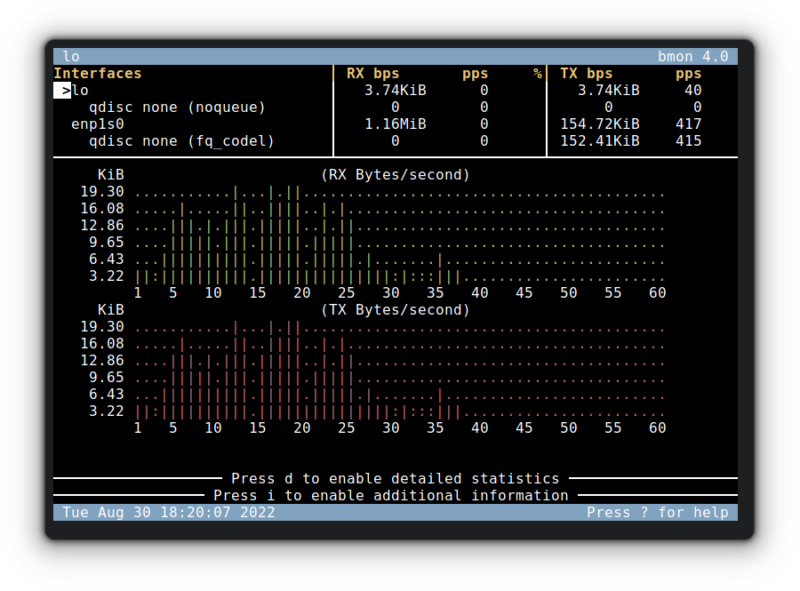 lo bmon 4.0
Interfaces RX bps pps % TX bps pps
>lo 3.74KiB 0 3.74KiB 40
qdisc none (noqueue) 0 0 0 0
enp1s0 1.16MiB 0 154.72KiB 417
qdisc none (fq_codel) 0 0 152.41KiB 415
KiB (RX Bytes/second)
19.30 ...........|...|.||.........................................
16.08 .....|.....||..||||..|.|....................................
12.86 ....|||.|.|||.|||||..|.||...................................
9.65 ....|||||.|||.|||||.|||||...................................
6.43 ...||||||||||.|||||.|||||.|.......|.........................
3.22 ||:||||||||||.|||||||||||||||:|:::|||.......................
1 5 10 15 20 25 30 35 40 45 50 55 60
KiB (TX Bytes/second)
19.30 ...........|...|.||.........................................
16.08 .....|.....||..||||..|.|....................................
12.86 ....|||.|.|||.|||||..|.||...................................
9.65 ....|||||.|||.|||||.|||||...................................
6.43 ...||||||||||.|||||.|||||.|.......|.........................
3.22 ||:||||||||||.|||||||||||||||:|:::|||.......................
1 5 10 15 20 25 30 35 40 45 50 55 60
Press d to enable detailed statistics
Press i to enable additional information
Tue Aug 30 18:20:07 2022 Press ? for help